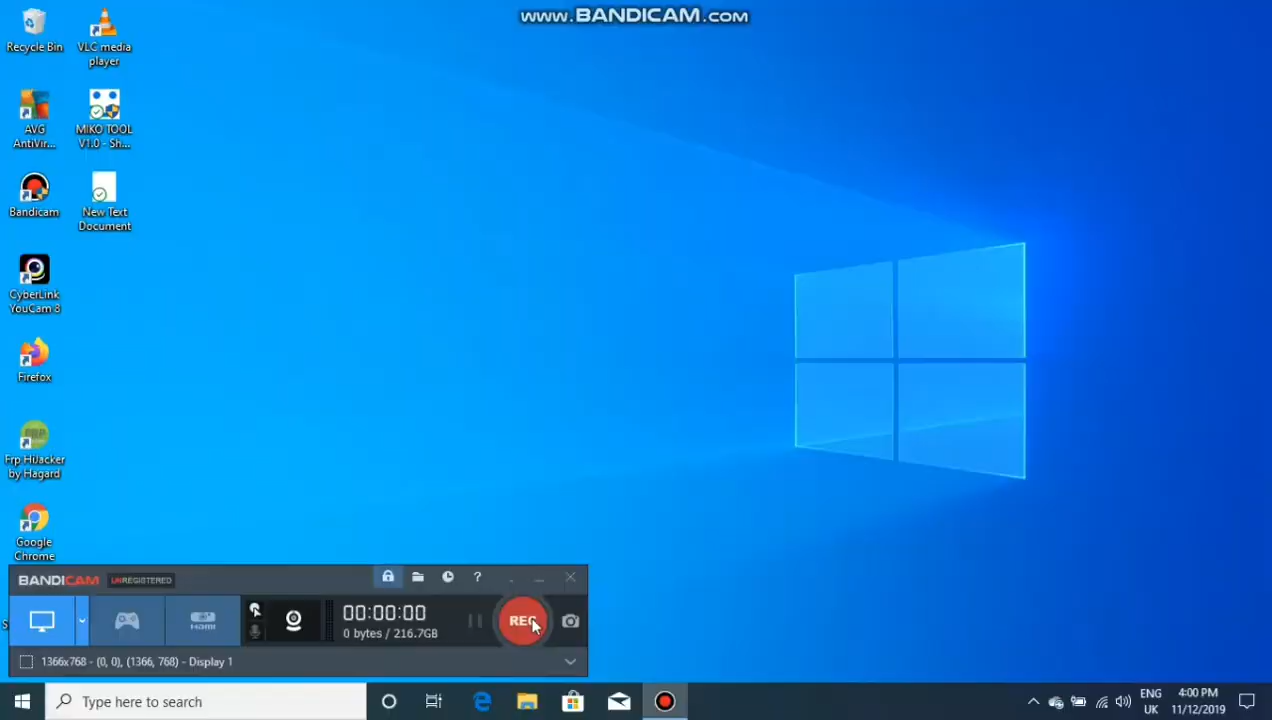 www.BANDICAM.com
Recycle Bin
VLC media
player
AVG
AntiVir...
MIKO TOOL
V1.0 - Sh...
Bandicam
New Text
Document
CyberLink
YouCam 8
Firefox
Frp HiJacker
by Hagard
Google
Chrome
BANDICAM UNREGISTERED
?
HDMI
00:00:00
0 bytes / 216.7GB
REC
1366x768 - (0, 0), (1366, 768) - Display 1
Type here to search
ENG
UK
4:00 PM
11/12/2019